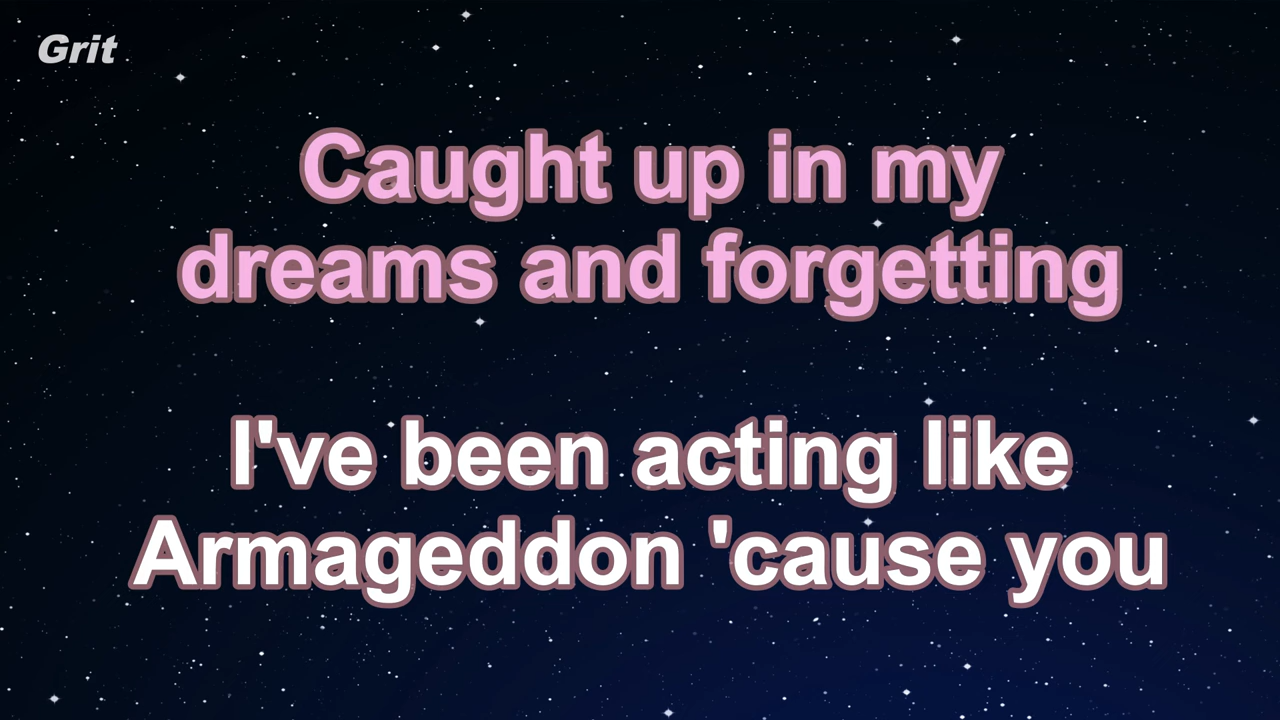 Grit
Caught up in my
dreams and forgetting
I've been acting like
Armageddon 'cause you